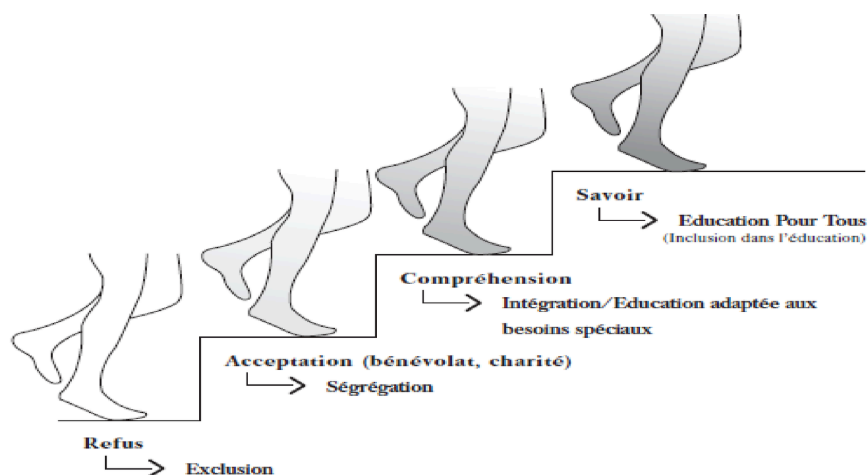 Savoir
Education Pour Tous
(Inclusion dans l'éducation)
Compréhension
Intégration/Education adaptée aux
besoins spéciaux
Acceptation (bénévolat, charité)
Ségrégation
Refus
Exclusion